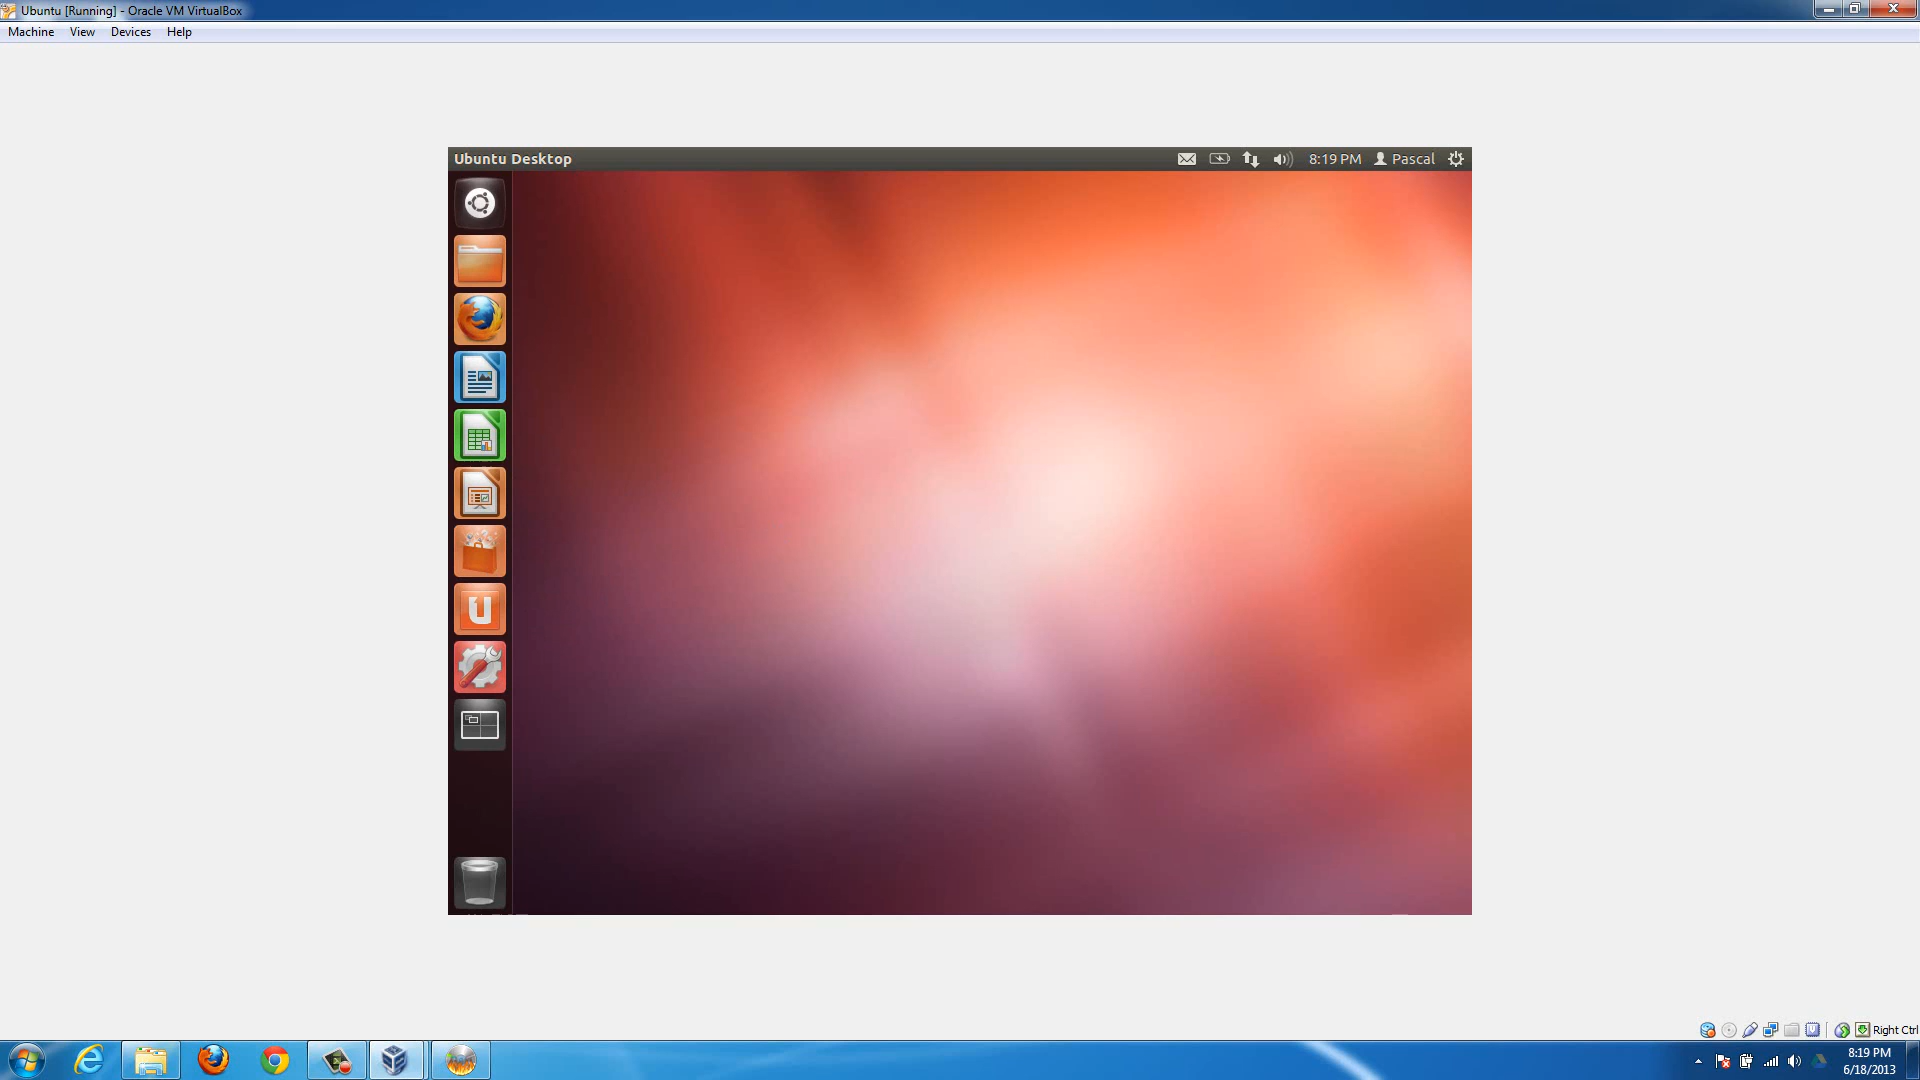 Ubuntu [Running] - Oracle VM VirtualBox
Machine View Devices Help
Ubuntu Desktop 8:19 PM Pascal
Right Ctrl
8:19 PM
6/18/2013